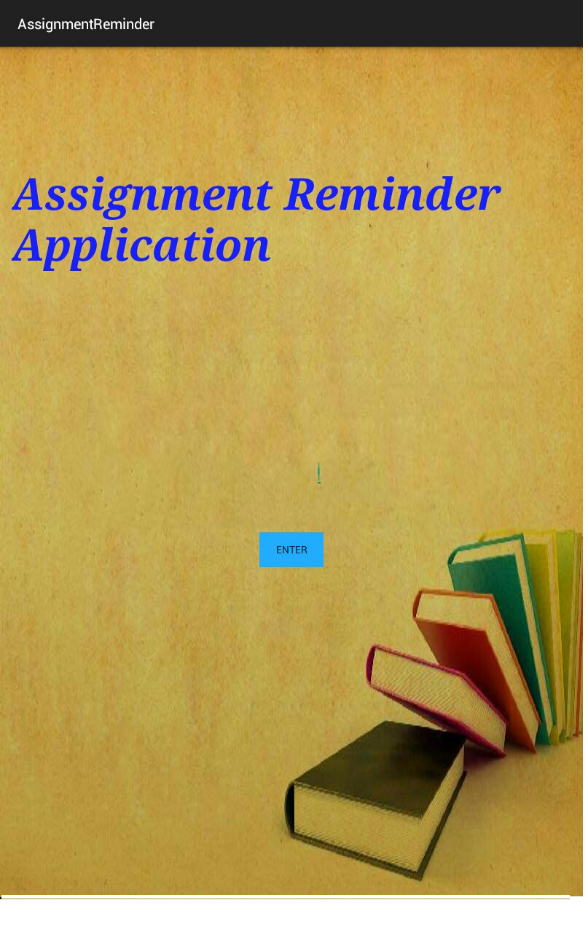 AssignmentReminder
Assignment Reminder
Application
!
ENTER